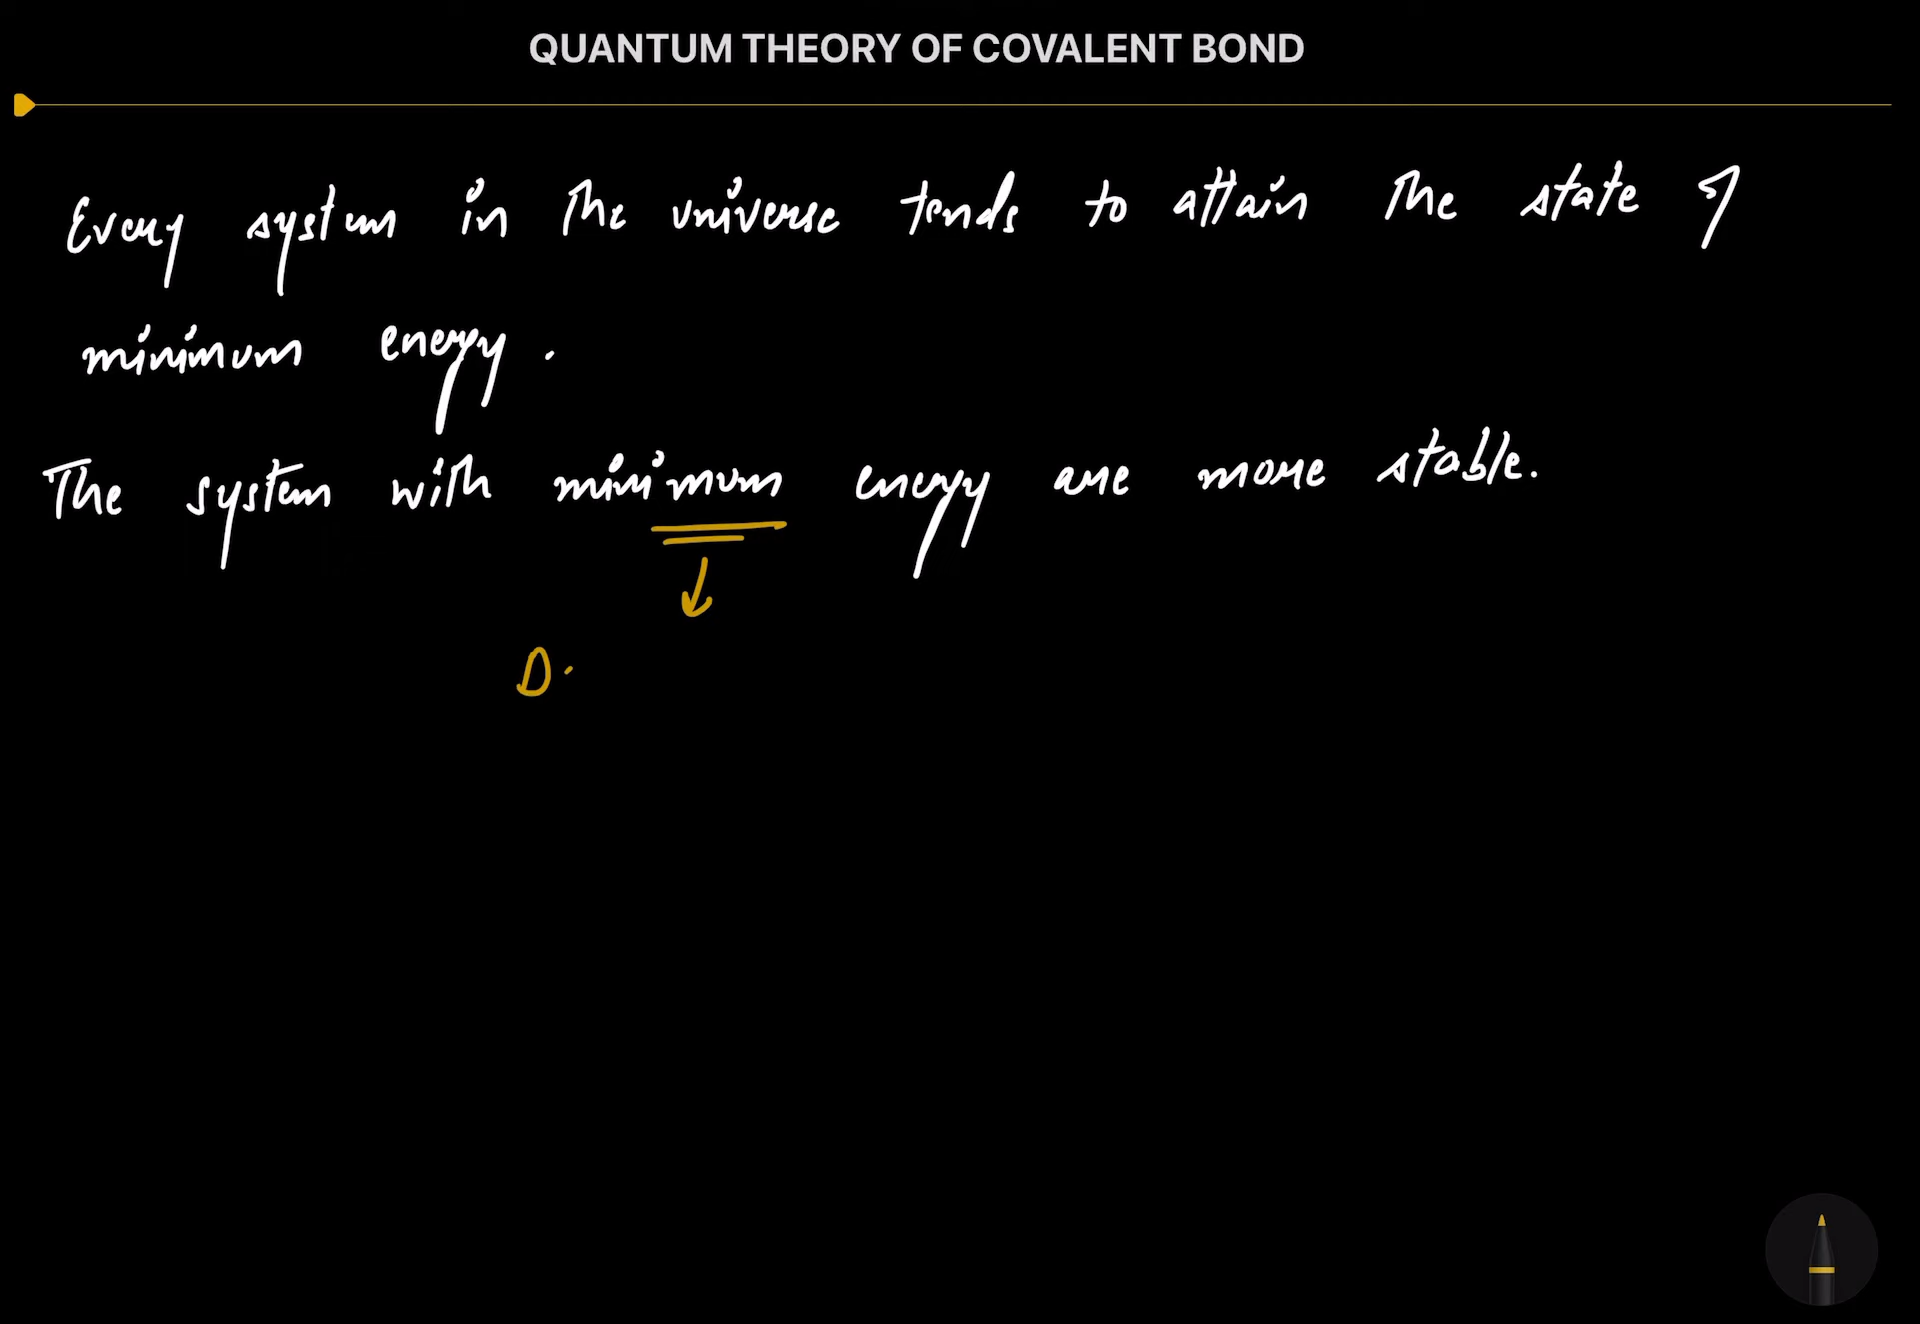 QUANTUM THEORY OF COVALENT BOND
Every system in the universe tends to attain the state of
minimum energy.
The system with minimum energy are more stable.
D.